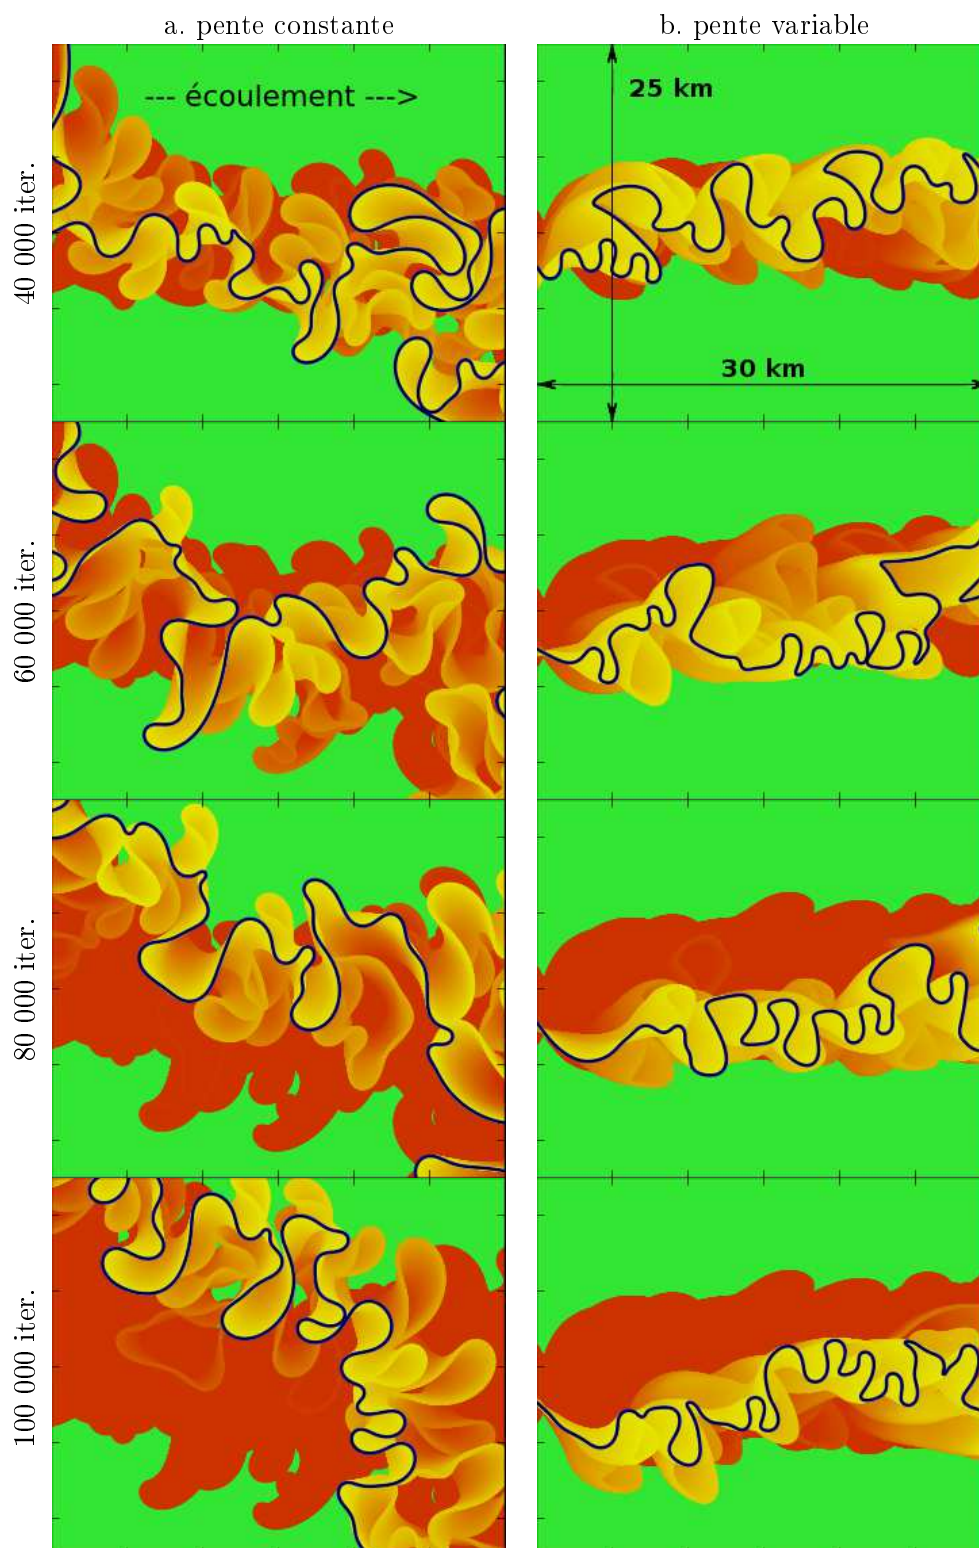 a. pente constante
b. pente variable
--- écoulement --->
25 km
30 km
40 000 iter.
60 000 iter.
80 000 iter.
100 000 iter.